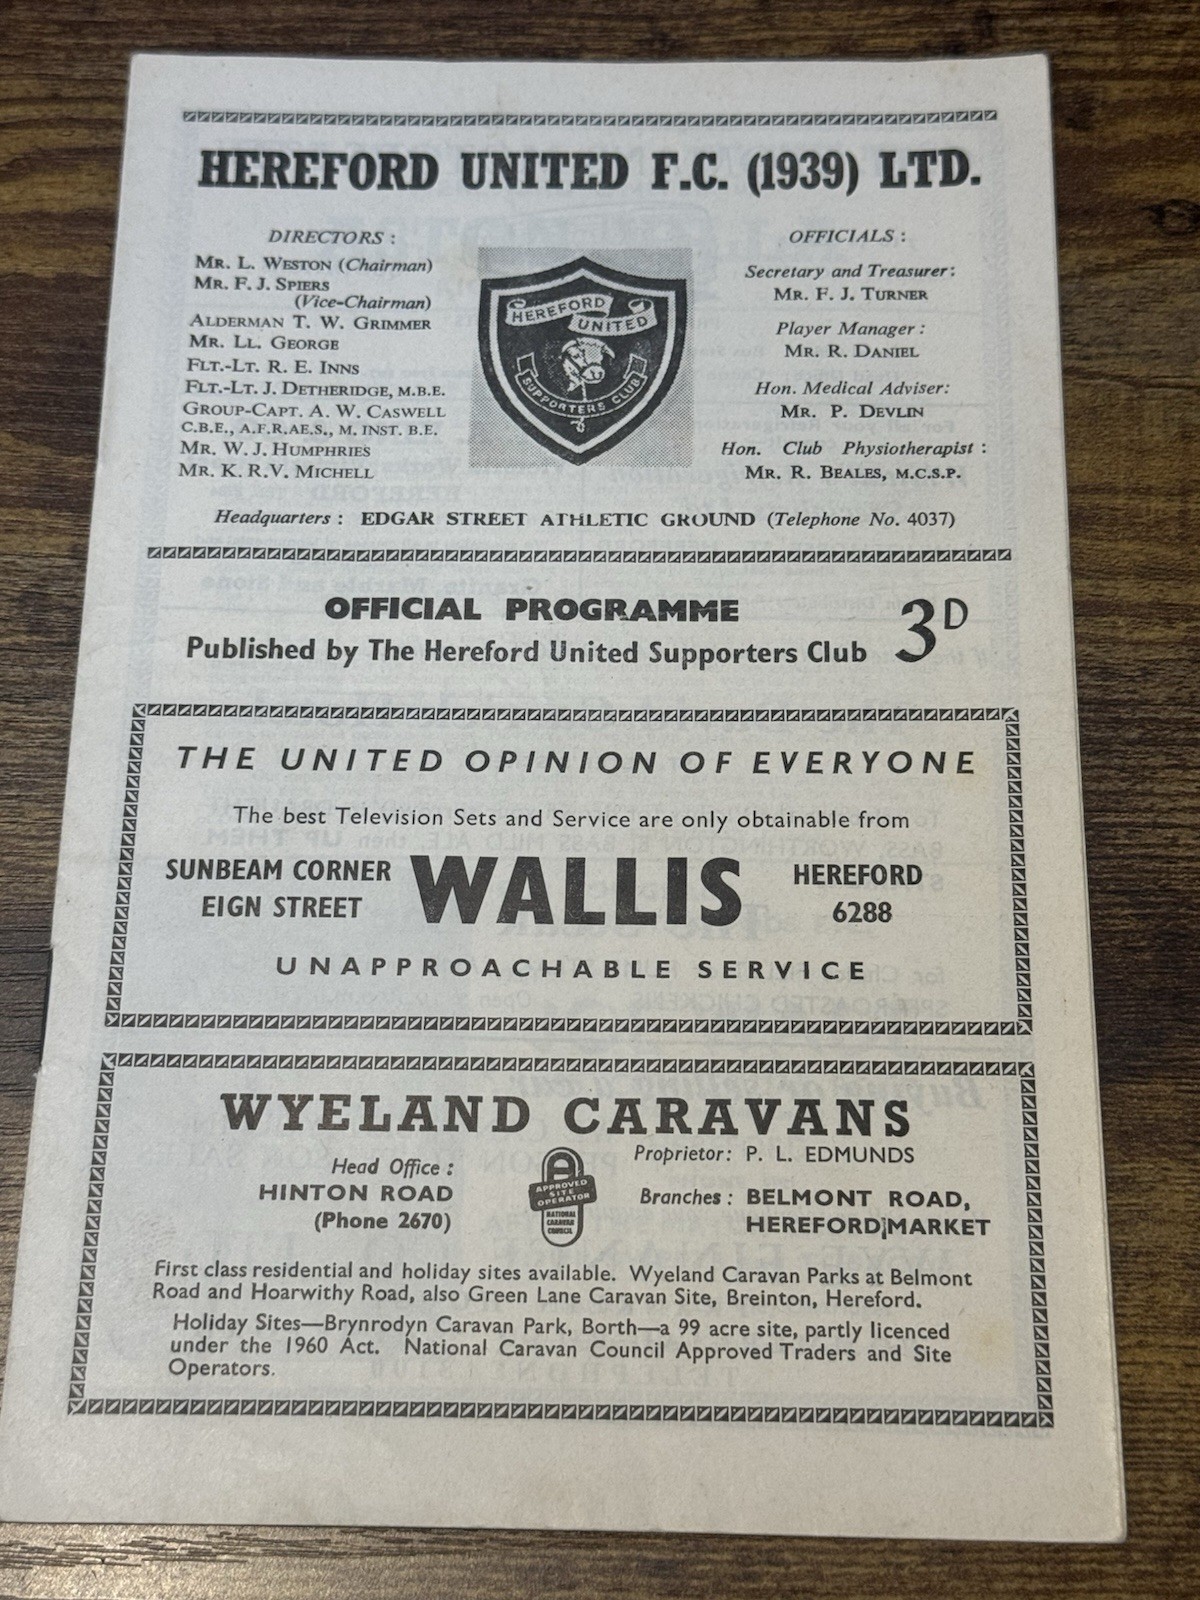 HEREFORD UNITED F.C. (1939) LTD.
DIRECTORS :
MR. L. WESTON (Chairman)
MR. F. J. SPIERS
(Vice-Chairman)
ALDERMAN T. W. GRIMMER
MR. LL. GEORGE
FLT.-LT. R. E. INNS
FLT.-LT. J. DETHERIDGE, M.B.E.
GROUP-CAPT. A. W. CASWELL
C.B.E., A.F.R.AE.S., M. INST. B.E.
MR. W. J. HUMPHRIES
MR. K. R. V. MICHELL
HEREFORD
UNITED
SUPPORTERS CLUB
OFFICIALS :
Secretary and Treasurer:
MR. F. J. TURNER
Player Manager :
MR. R. DANIEL
Hon. Medical Adviser:
MR. P. DEVLIN
Hon. Club Physiotherapist :
MR. R. BEALES, M.C.S.P.
Headquarters : EDGAR STREET ATHLETIC GROUND (Telephone No. 4037)
OFFICIAL PROGRAMME
Published by The Hereford United Supporters Club
3D
THE UNITED OPINION OF EVERYONE
The best Television Sets and Service are only obtainable from
SUNBEAM CORNER
EIGN STREET
WALLIS
HEREFORD
6288
UNAPPROACHABLE SERVICE
WYELAND CARAVANS
Head Office :
HINTON ROAD
(Phone 2670)
APPROVED
SITE
OPERATOR
NATIONAL
CARAVAN
COUNCIL
Proprietor: P. L. EDMUNDS
Branches : BELMONT ROAD,
HEREFORD MARKET
First class residential and holiday sites available. Wyeland Caravan Parks at Belmont
Road and Hoarwithy Road, also Green Lane Caravan Site, Breinton, Hereford.
Holiday Sites—Brynrodyn Caravan Park, Borth—a 99 acre site, partly licenced
under the 1960 Act. National Caravan Council Approved Traders and Site
Operators.